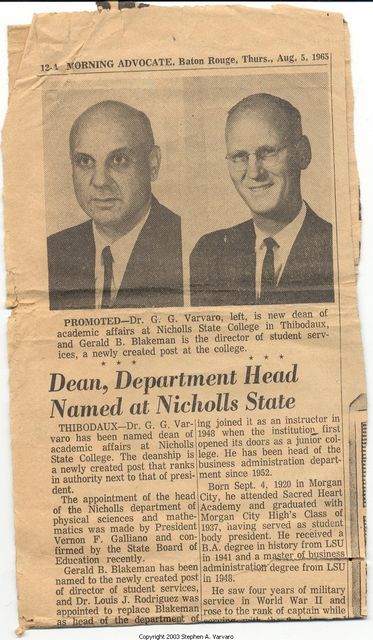 12-A MORNING ADVOCATE, Baton Rouge, Thurs., Aug. 5, 1965
PROMOTED—Dr. G. G. Varvaro, left, is new dean of
academic affairs at Nicholls State College in Thibodaux,
and Gerald B. Blakeman is the director of student serv-
ices, a newly created post at the college.
* * * * * *
Dean, Department Head
Named at Nicholls State
THIBODAUX—Dr. G. G. Var-
varo has been named dean of
academic affairs at Nicholls
State College. The deanship is
a newly created post that ranks
in authority next to that of presi-
dent.
The appointment of the head
of the Nicholls department of
physical sciences and mathe-
matics was made by President
Vernon F. Galliano and con-
firmed by the State Board of
Education recently.
Gerald B. Blakeman has been
named to the newly created post
of director of student services,
and Dr. Louis J. Rodriguez was
appointed to replace Blakeman
as head of the department of
ing joined it as an instructor in
1948 when the institution first
opened its doors as a junior col-
lege. He has been head of the
business administration depart-
ment since 1952.
Born Sept. 4, 1920 in Morgan
City, he attended Sacred Heart
Academy and graduated with
Morgan City High's Class of
1937, having served as student
body president. He received a
B.A. degree in history from LSU
in 1941 and a master of business
administration degree from LSU
in 1948.
He saw four years of military
service in World War II and
rose to the rank of captain while
Copyright 2003 Stephen A. Varvaro